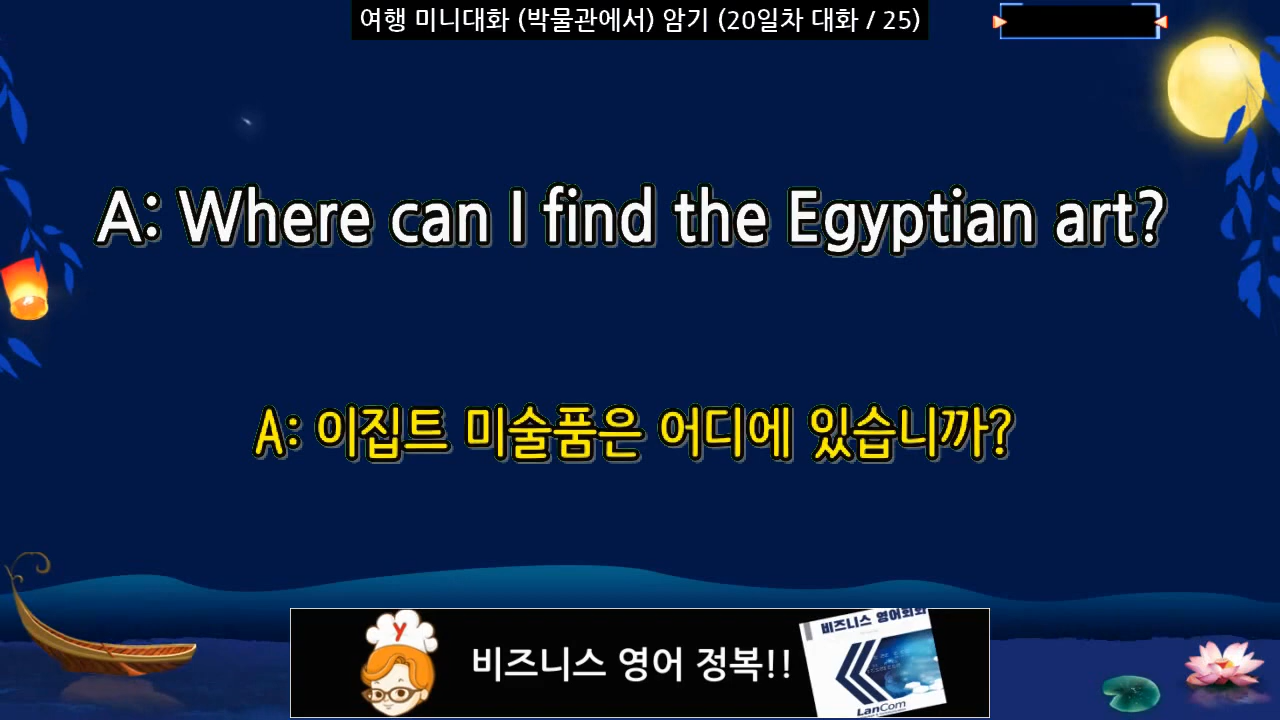 여행 미니대화 (박물관에서) 암기 (20일차 대화 / 25)
A: Where can I find the Egyptian art?
A: 이집트 미술품은 어디에 있습니까?
y
비즈니스 영어 정복!!
비즈니스 영어회화
LanCom